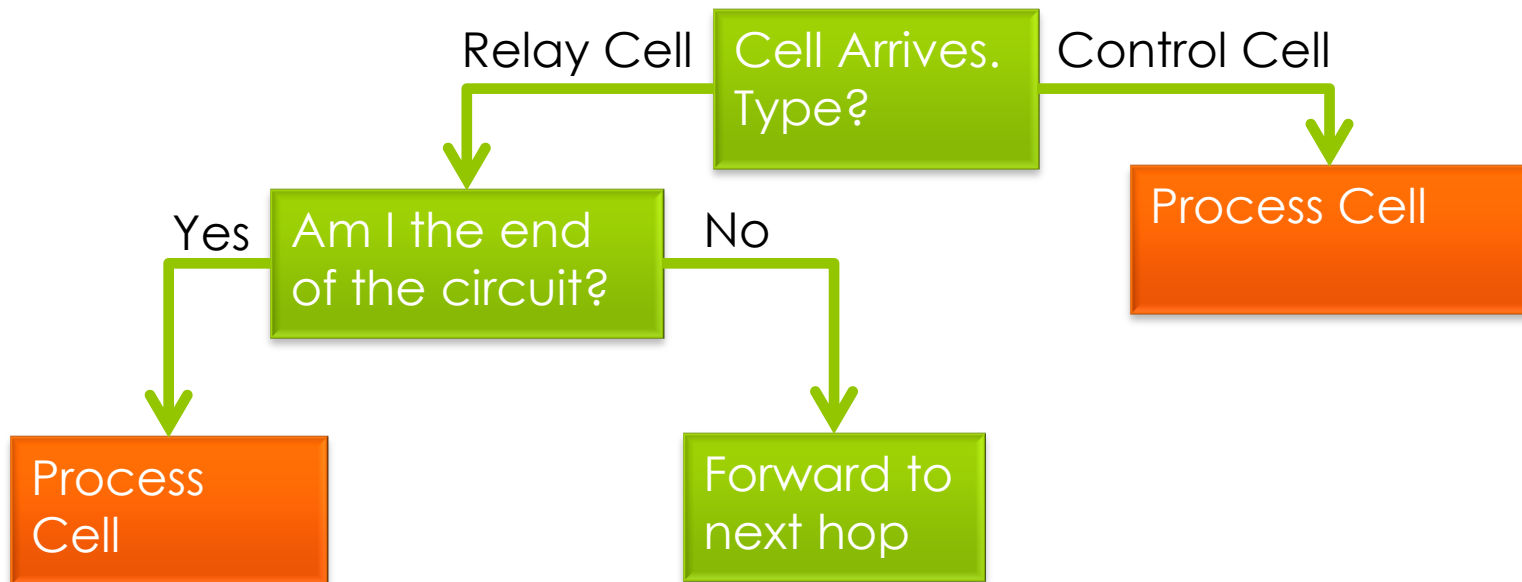 Relay Cell
Cell Arrives.
Type?
Control Cell
Process Cell
Yes
Am I the end
of the circuit?
No
Process
Cell
Forward to
next hop